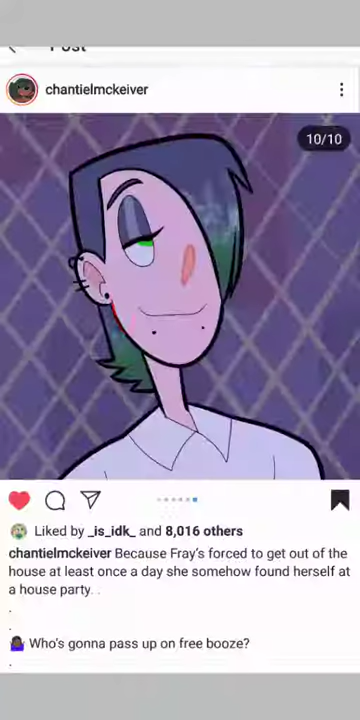 Post
chantielmckeiver
10/10
Liked by _is_idk_ and 8,016 others
chantielmckeiver Because Fray's forced to get out of the
house at least once a day she somehow found herself at
a house party. .
.
.
🤷🏿‍♀️ Who's gonna pass up on free booze?
.